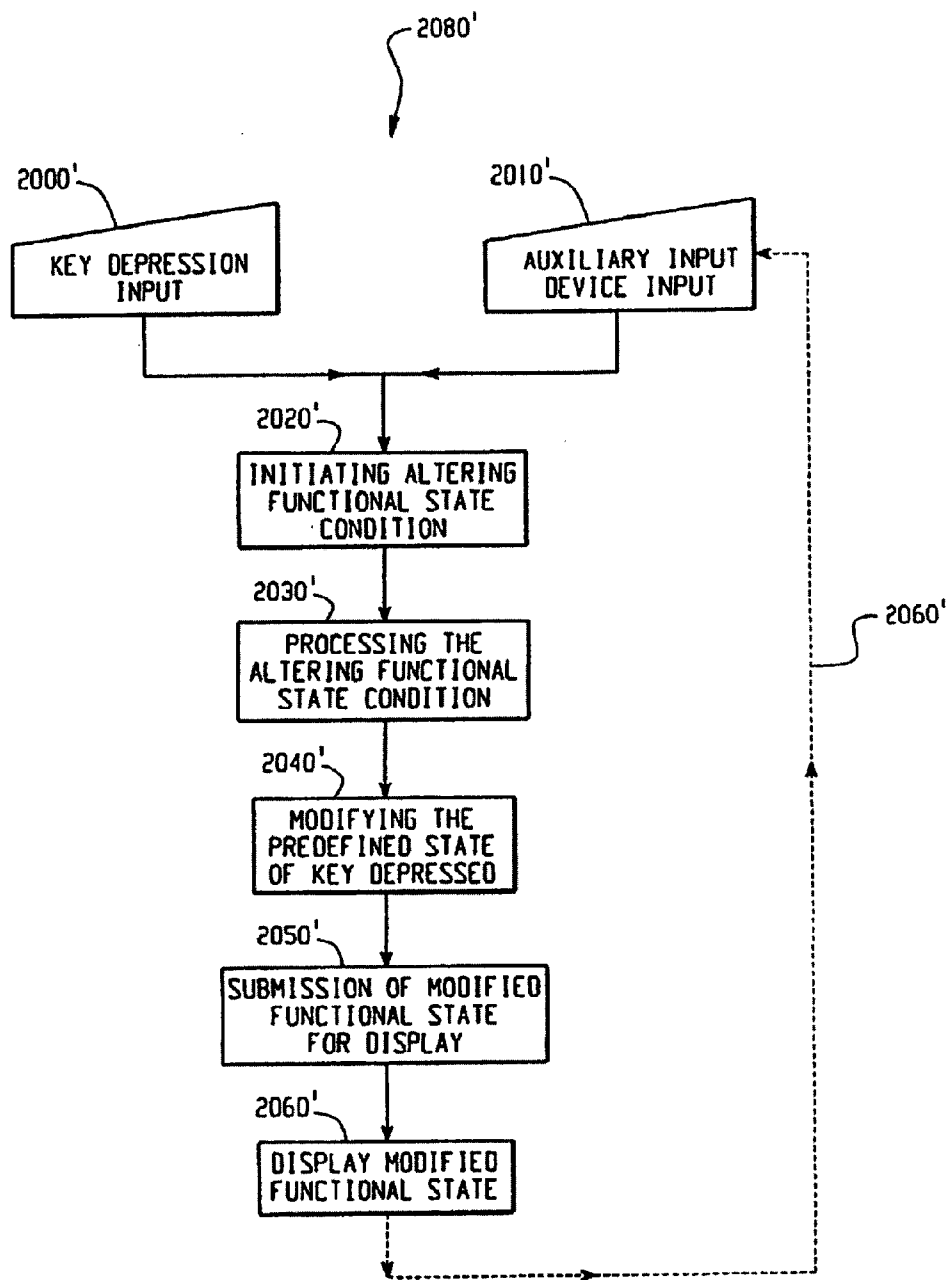 2080'
2000'
2010'
KEY DEPRESSION
INPUT
AUXILIARY INPUT
DEVICE INPUT
2020'
INITIATING ALTERING
FUNCTIONAL STATE
CONDITION
2030'
PROCESSING THE
ALTERING FUNCTIONAL
STATE CONDITION
2060'
2040'
MODIFYING THE
PREDEFINED STATE
OF KEY DEPRESSED
2050'
SUBMISSION OF MODIFIED
FUNCTIONAL STATE
FOR DISPLAY
2060'
DISPLAY MODIFIED
FUNCTIONAL STATE